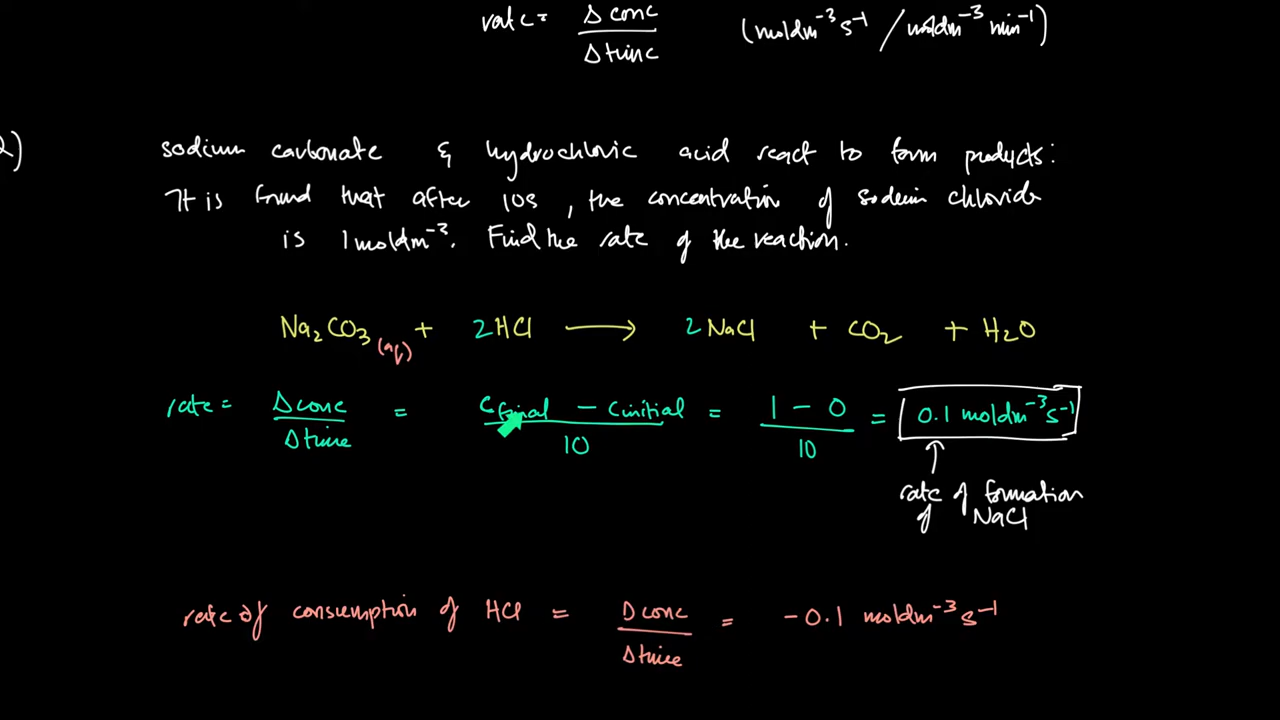 rate = Δconc / Δtime (moldm⁻³s⁻¹ / moldm⁻³ min⁻¹)
2)
sodium carbonate & hydrochloric acid react to form products:
It is found that after 10s, the concentration of sodium chloride
is 1moldm⁻³. Find the rate of the reaction.
Na₂CO₃(aq) + 2HCl ⟶ 2NaCl + CO₂ + H₂O
rate = Δconc / Δtime = Cfinal − Cinitial / 10 = 1 − 0 / 10 = 0.1 moldm⁻³s⁻¹
↑
rate of formation
of NaCl
rate of consumption of HCl = Δconc / Δtime = −0.1 moldm⁻³s⁻¹